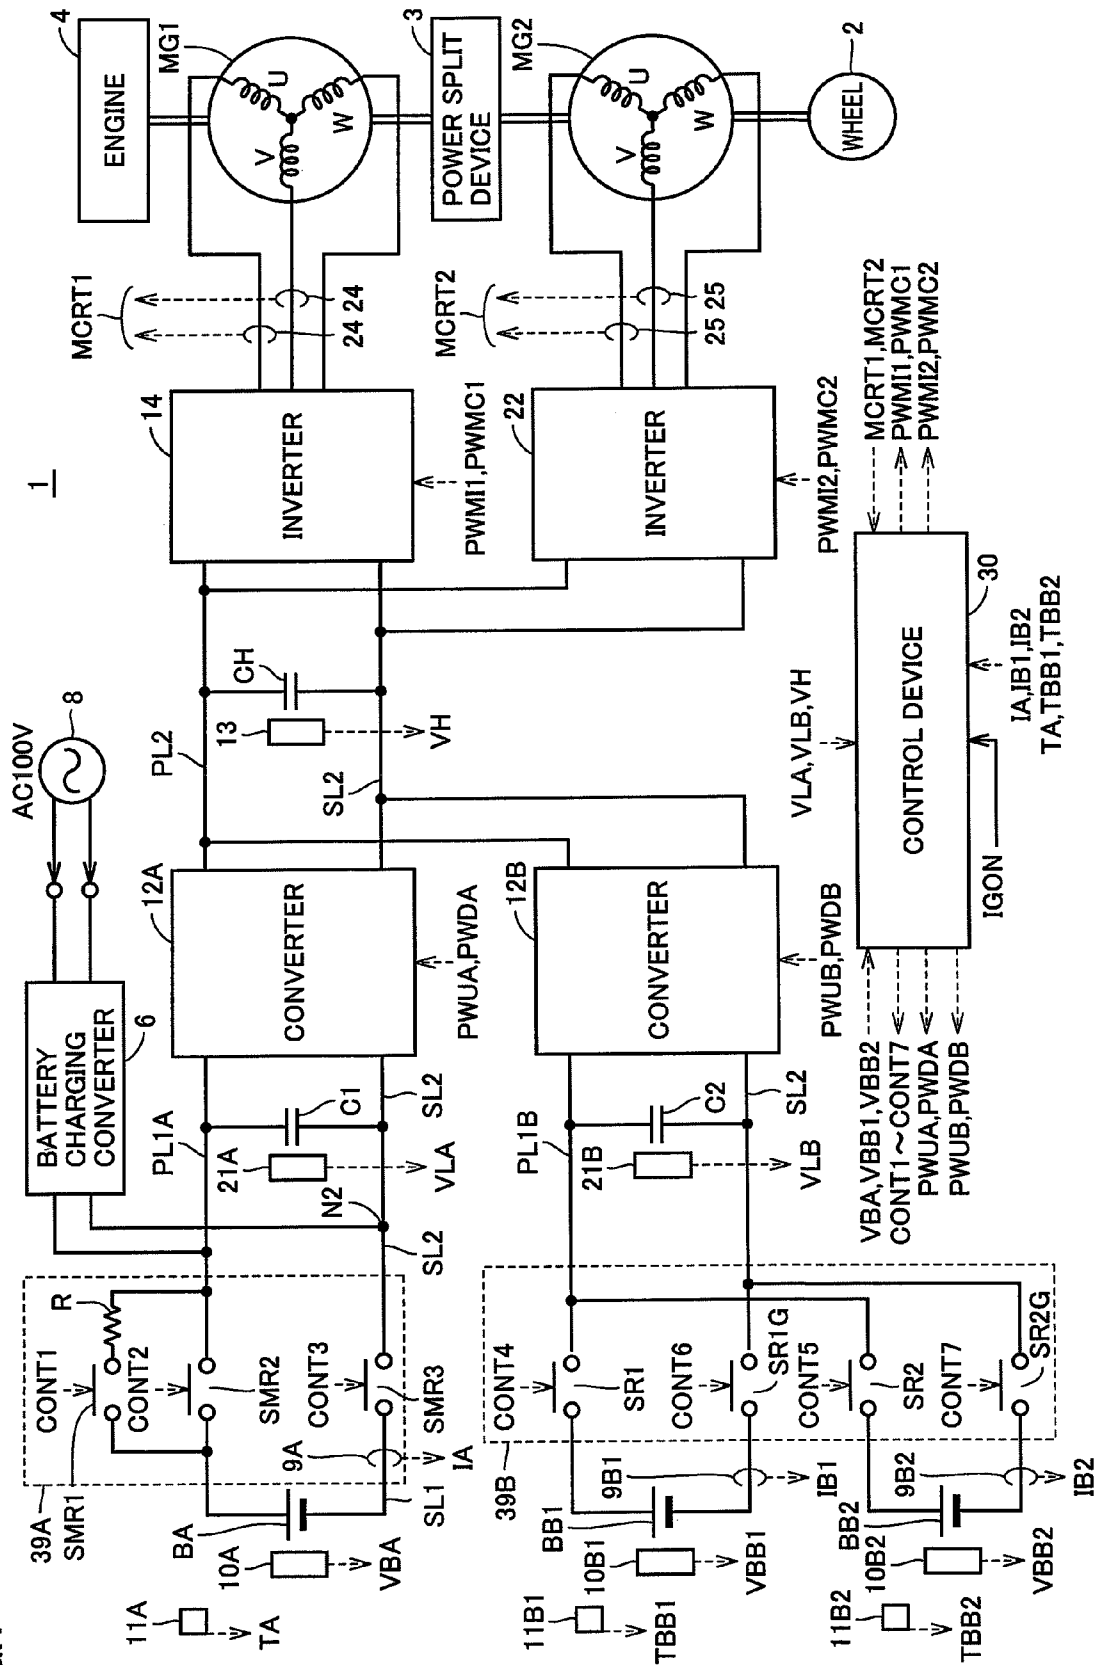 1
4
ENGINE
MG1
U
V
W
3
POWER SPLIT
DEVICE
MG2
U
V
W
2
WHEEL
MCRT1
24 24
MCRT2
25 25
14
INVERTER
PWMI1,PWMC1
22
INVERTER
PWMI2,PWMC2
AC100V
8
PL2
13
CH
VH
SL2
BATTERY
CHARGING
CONVERTER
6
12A
CONVERTER
PWUA,PWDA
12B
CONVERTER
PWUB,PWDB
PL1A
21A
C1
VLA
SL2
N2
SL2
PL1B
21B
C2
VLB
SL2
39A
SMR1
CONT1
R
CONT2
SMR2
CONT3
SMR3
9A
IA
SL1
BA
10A
VBA
11A
TA
39B
CONT4
SR1
CONT6
SR1G
CONT5
SR2
CONT7
SR2G
BB1
9B1
IB1
10B1
VBB1
11B1
TBB1
BB2
9B2
IB2
10B2
VBB2
11B2
TBB2
VBA,VBB1,VBB2
CONT1~CONT7
PWUA,PWDA
PWUB,PWDB
VLA,VLB,VH
CONTROL DEVICE
30
IGON
IA,IB1,IB2
TA,TBB1,TBB2
MCRT1,MCRT2
PWMI1,PWMC1
PWMI2,PWMC2